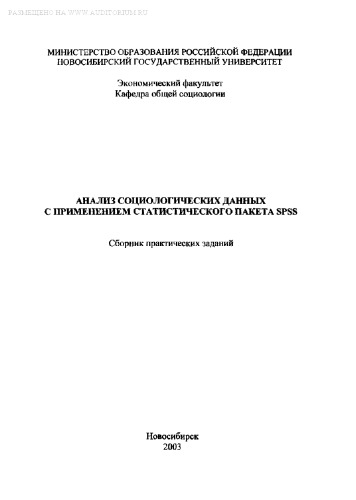 РАЗМЕЩЕНО НА WWW.AUDITORIUM.RU
МИНИСТЕРСТВО ОБРАЗОВАНИЯ РОССИЙСКОЙ ФЕДЕРАЦИИ
НОВОСИБИРСКИЙ ГОСУДАРСТВЕННЫЙ УНИВЕРСИТЕТ
Экономический факультет
Кафедра общей социологии
АНАЛИЗ СОЦИОЛОГИЧЕСКИХ ДАННЫХ
С ПРИМЕНЕНИЕМ СТАТИСТИЧЕСКОГО ПАКЕТА SPSS
Сборник практических заданий
Новосибирск
2003